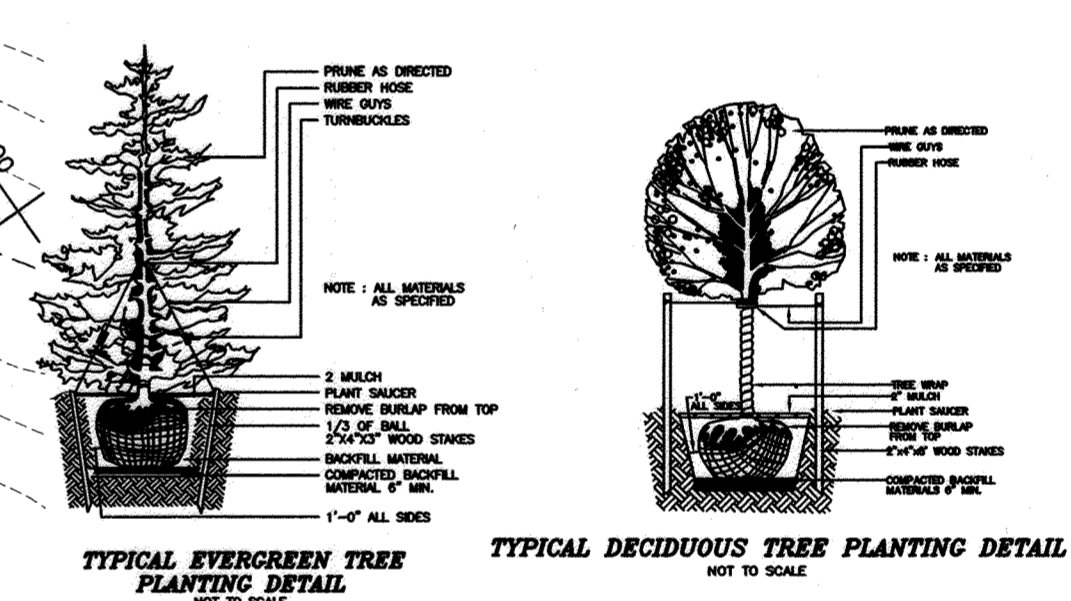 PRUNE AS DIRECTED
RUBBER HOSE
WIRE GUYS
TURNBUCKLES
NOTE : ALL MATERIALS
AS SPECIFIED
2 MULCH
PLANT SAUCER
REMOVE BURLAP FROM TOP
1/3 OF BALL
2"X4"X3" WOOD STAKES
BACKFILL MATERIAL
COMPACTED BACKFILL
MATERIAL 6" MIN.
1'-0" ALL SIDES
TYPICAL EVERGREEN TREE
PLANTING DETAIL
NOT TO SCALE
PRUNE AS DIRECTED
WIRE GUYS
RUBBER HOSE
NOTE : ALL MATERIALS
AS SPECIFIED
1'-0"
ALL SIDES
TREE WRAP
2" MULCH
PLANT SAUCER
REMOVE BURLAP
FROM TOP
2"x4"x8' WOOD STAKES
COMPACTED BACKFILL
MATERIALS 6" MIN.
TYPICAL DECIDUOUS TREE PLANTING DETAIL
NOT TO SCALE